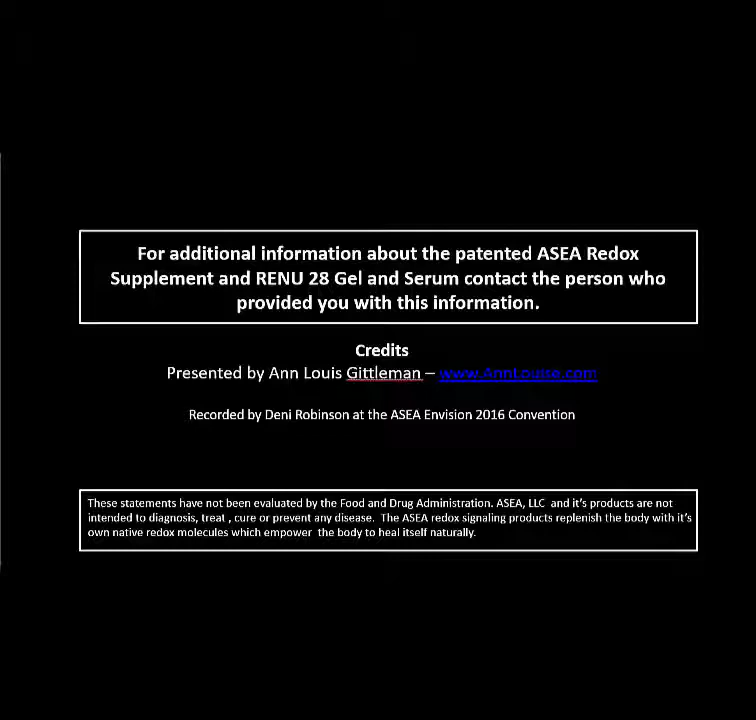 For additional information about the patented ASEA Redox
Supplement and RENU 28 Gel and Serum contact the person who
provided you with this information.
Credits
Presented by Ann Louis Gittleman – www.AnnLouise.com
Recorded by Deni Robinson at the ASEA Envision 2016 Convention
These statements have not been evaluated by the Food and Drug Administration. ASEA, LLC  and it's products are not
intended to diagnosis, treat , cure or prevent any disease.  The ASEA redox signaling products replenish the body with it's
own native redox molecules which empower  the body to heal itself naturally.